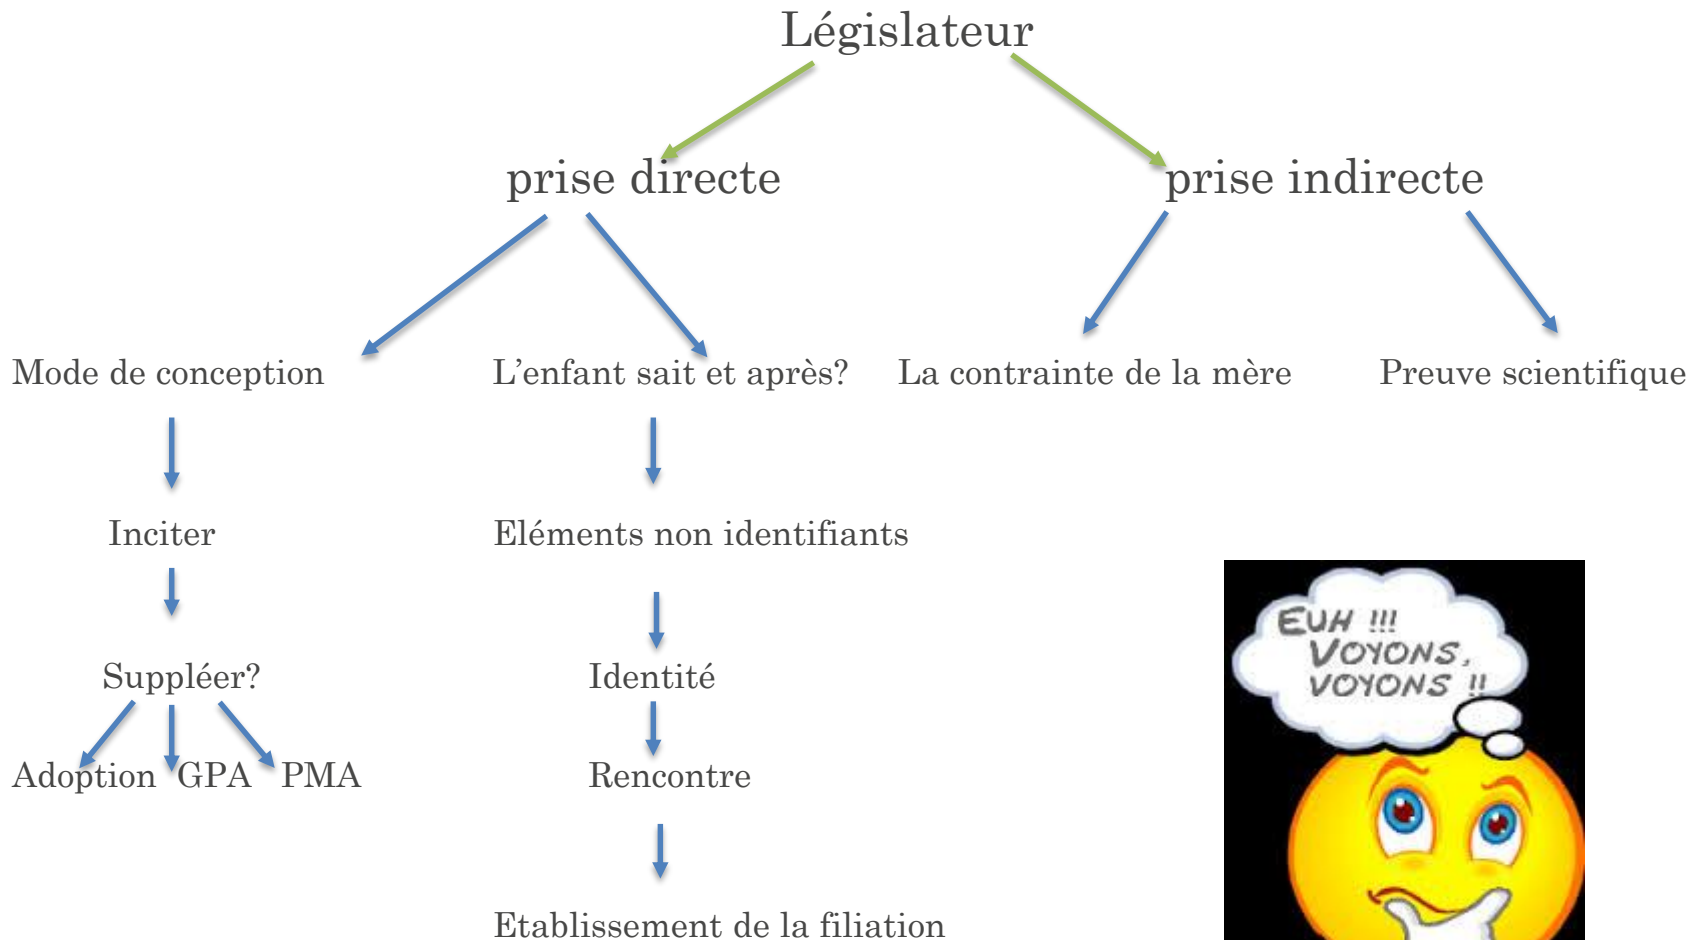 Législateur
prise directe
prise indirecte
Mode de conception
L'enfant sait et après?
La contrainte de la mère
Preuve scientifique
Inciter
Eléments non identifiants
Suppléer?
Identité
Adoption
GPA
PMA
Rencontre
Etablissement de la filiation
EUH !!!
VOYONS,
VOYONS !!